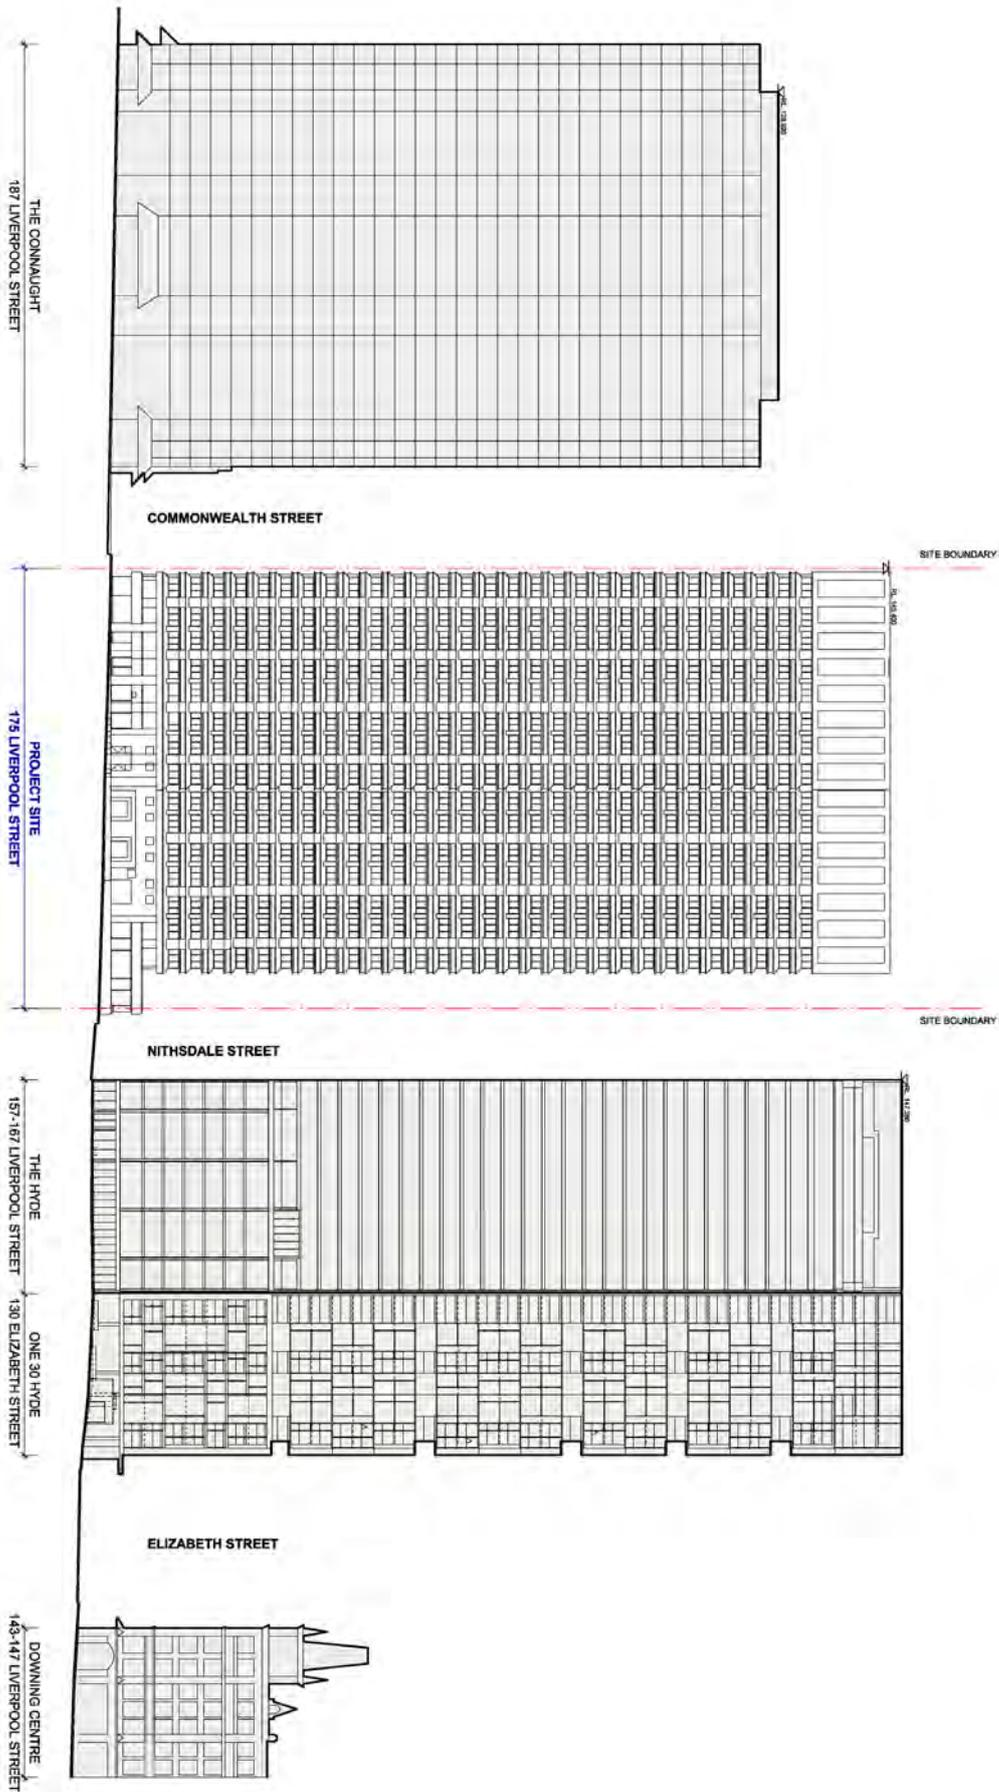 THE CONNAUGHT
187 LIVERPOOL STREET
COMMONWEALTH STREET
SITE BOUNDARY
PROJECT SITE
175 LIVERPOOL STREET
SITE BOUNDARY
NITHSDALE STREET
THE HYDE
157-167 LIVERPOOL STREET
ONE 30 HYDE
130 ELIZABETH STREET
ELIZABETH STREET
DOWNING CENTRE
143-147 LIVERPOOL STREET